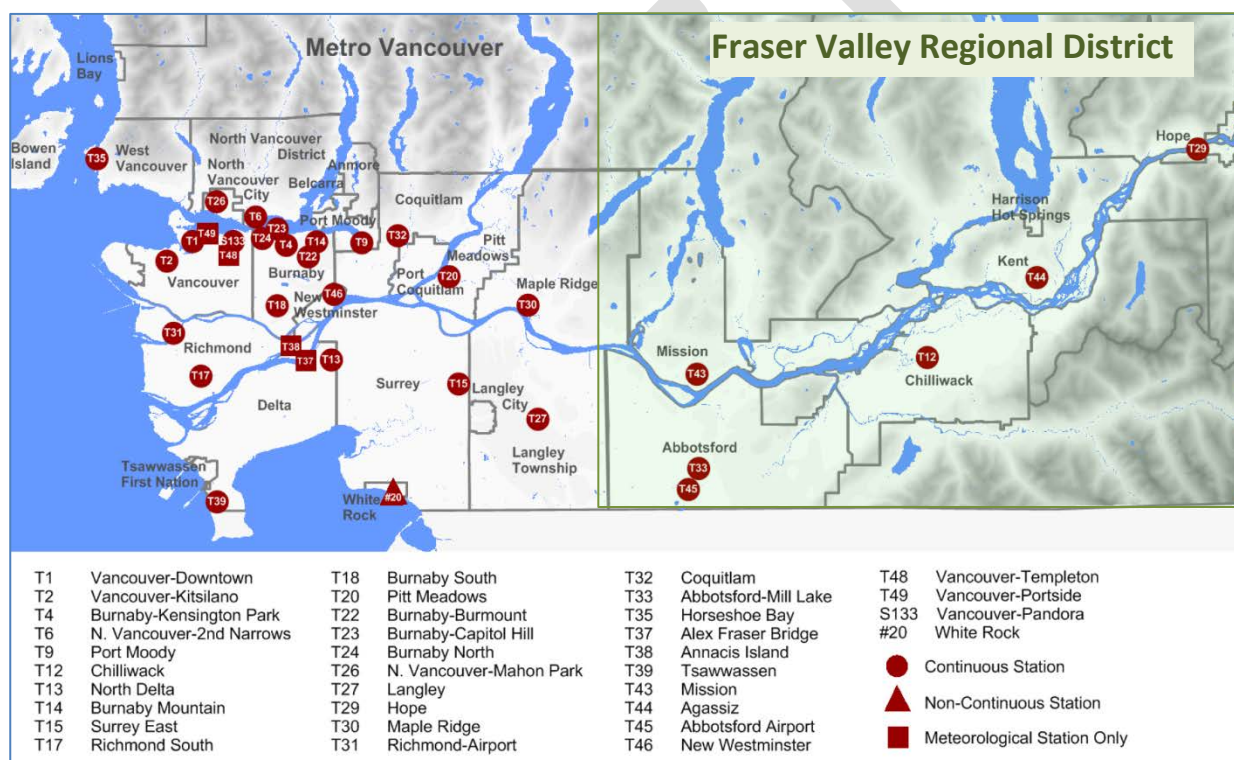 Metro Vancouver
Fraser Valley Regional District
Lions
Bay
Bowen
Island
T35
West
Vancouver
North Vancouver
District
North
Vancouver
City
Anmore
Belcarra
T26
T6
T23
T24
T4
T14
T22
Port Moody
T9
Coquitlam
T32
T1
T49
S133
T48
T2
Vancouver
Burnaby
T18
New
Westminster
T46
Port
Coquitlam
Pitt
Meadows
T20
Maple Ridge
T30
T31
Richmond
T17
T38
T37
T13
Delta
Surrey
T15
Langley
City
T27
Langley
Township
Tsawwassen
First Nation
T39
White
Rock
#20
Mission
T43
Abbotsford
T33
T45
Hope
T29
Harrison
Hot Springs
Kent
T44
T12
Chilliwack
T1 Vancouver-Downtown
T2 Vancouver-Kitsilano
T4 Burnaby-Kensington Park
T6 N. Vancouver-2nd Narrows
T9 Port Moody
T12 Chilliwack
T13 North Delta
T14 Burnaby Mountain
T15 Surrey East
T17 Richmond South
T18 Burnaby South
T20 Pitt Meadows
T22 Burnaby-Burmount
T23 Burnaby-Capitol Hill
T24 Burnaby North
T26 N. Vancouver-Mahon Park
T27 Langley
T29 Hope
T30 Maple Ridge
T31 Richmond-Airport
T32 Coquitlam
T33 Abbotsford-Mill Lake
T35 Horseshoe Bay
T37 Alex Fraser Bridge
T38 Annacis Island
T39 Tsawwassen
T43 Mission
T44 Agassiz
T45 Abbotsford Airport
T46 New Westminster
T48 Vancouver-Templeton
T49 Vancouver-Portside
S133 Vancouver-Pandora
#20 White Rock
Continuous Station
Non-Continuous Station
Meteorological Station Only